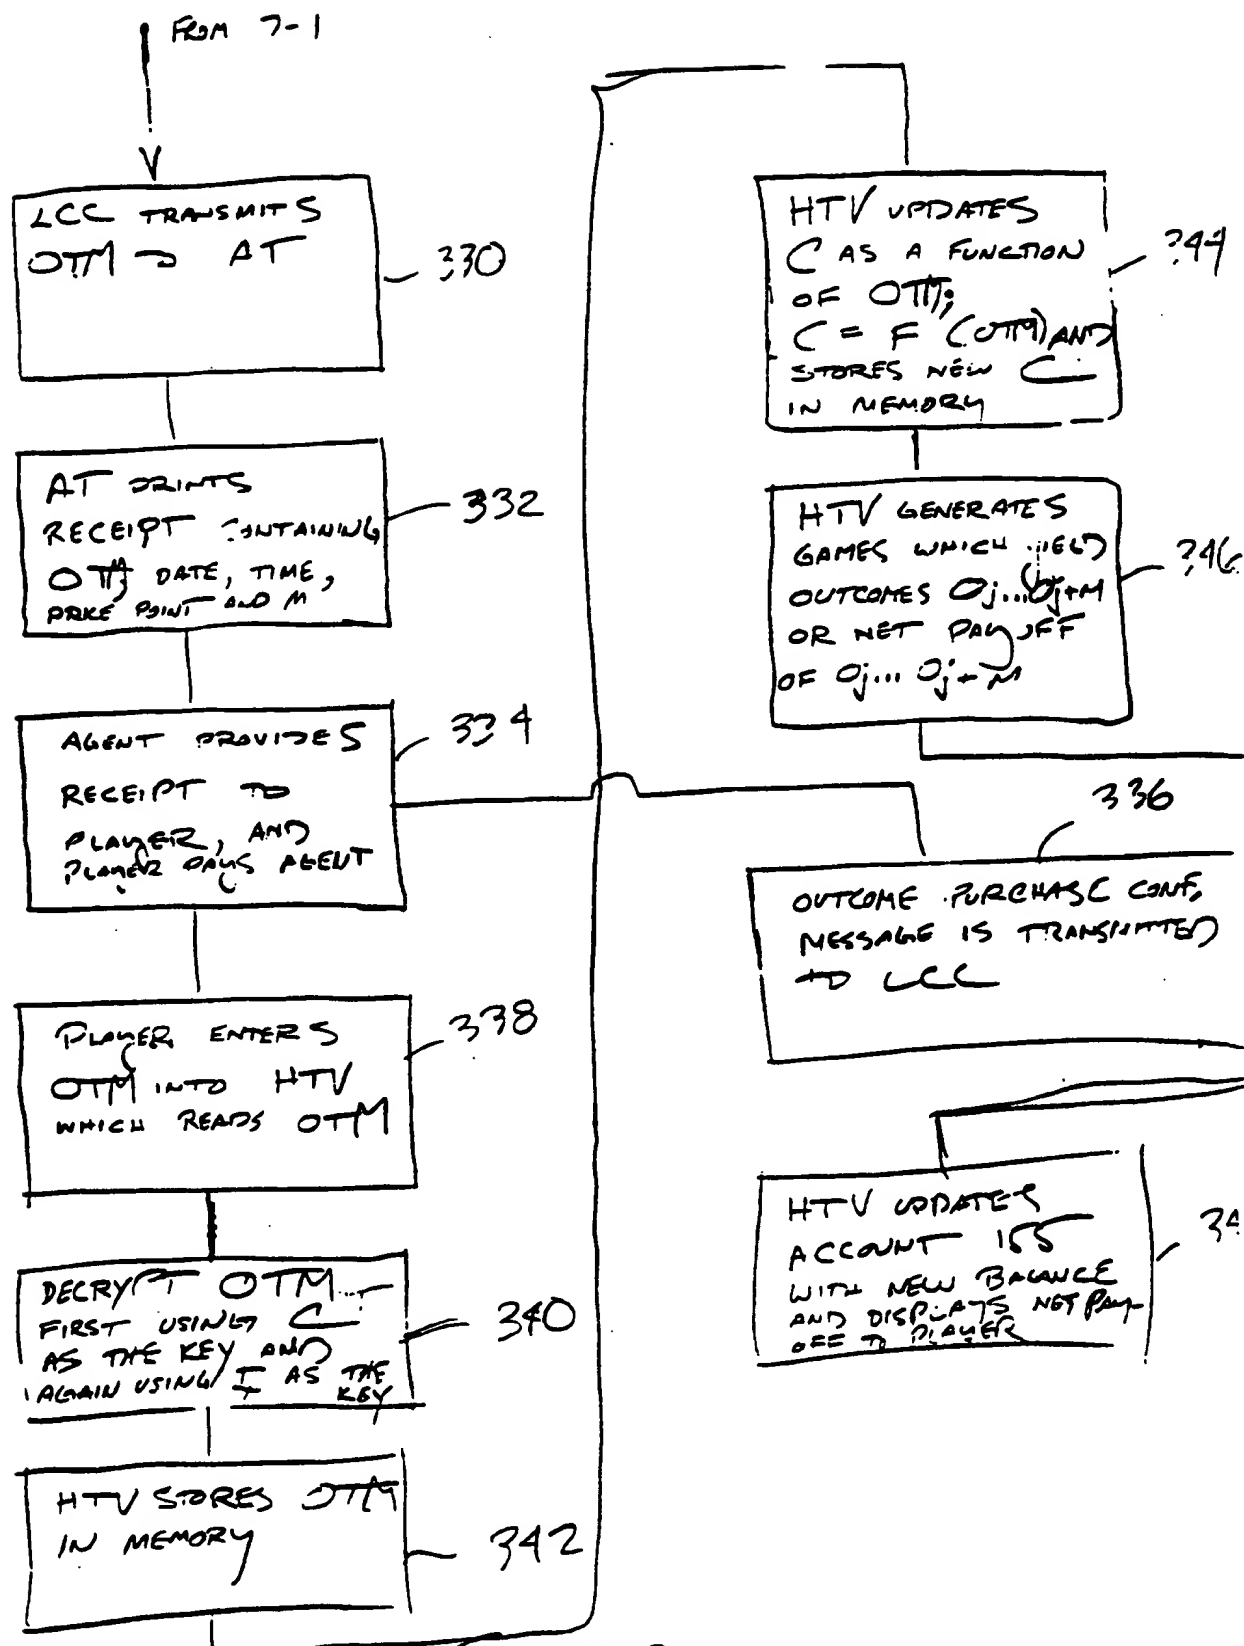 FROM 7-1
LCC TRANSMITS
OTM TO AT
330
AT PRINTS
RECEIPT CONTAINING
OTM, DATE, TIME,
PRICE POINT AND M
332
AGENT PROVIDES
RECEIPT TO
PLAYER, AND
PLAYER PAYS AGENT
334
PLAYER ENTERS
OTM INTO HTV
WHICH READS OTM
338
DECRYPT OTM
FIRST USING C
AS THE KEY AND
AGAIN USING I AS THE
KEY
340
HTV STORES OTM
IN MEMORY
342
HTV UPDATES
C AS A FUNCTION
OF OTM;
C = F (OTM) AND
STORES NEW C
IN MEMORY
344
HTV GENERATES
GAMES WHICH YIELD
OUTCOMES Oj...Oj+M
OR NET PAYOFF
OF Oj... Oj+M
346
336
OUTCOME PURCHASE CONF.
MESSAGE IS TRANSMITTED
TO LCC
HTV UPDATES
ACCOUNT 155
WITH NEW BALANCE
AND DISPLAYS NET PAY-
OFF TO PLAYER
34